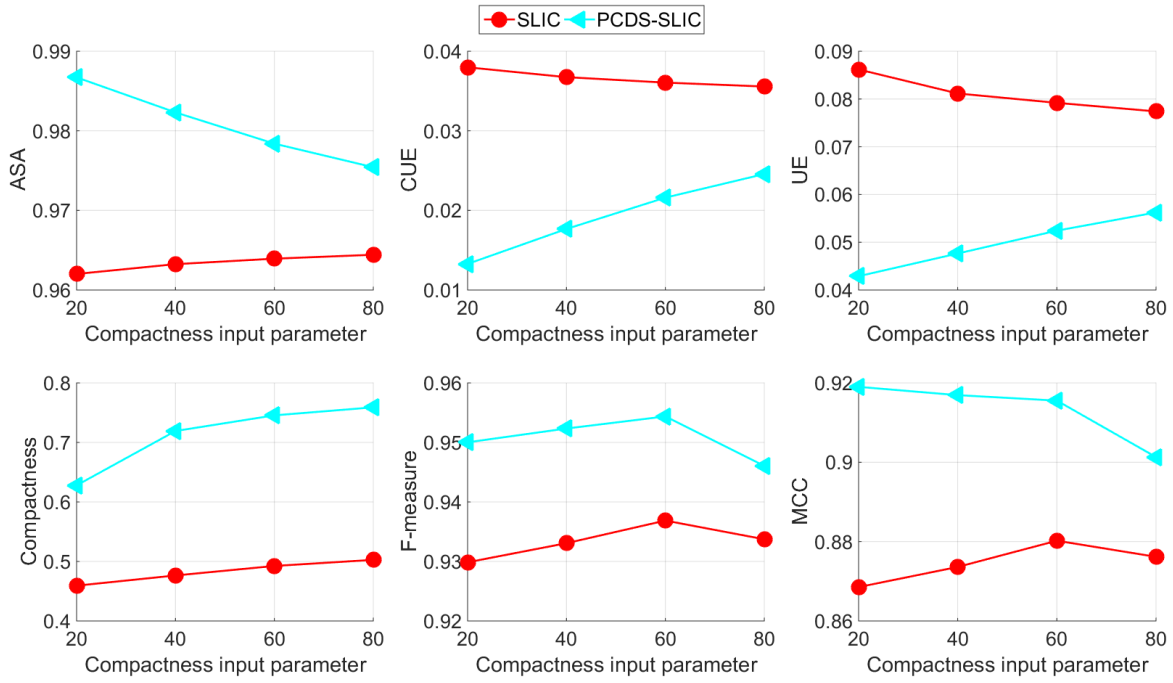 SLIC PCDS-SLIC
0.99
0.98
0.97
0.96
ASA
20 40 60 80
Compactness input parameter
0.04
0.03
0.02
0.01
CUE
20 40 60 80
Compactness input parameter
0.09
0.08
0.07
0.06
0.05
0.04
UE
20 40 60 80
Compactness input parameter
0.8
0.7
0.6
0.5
0.4
Compactness
20 40 60 80
Compactness input parameter
0.96
0.95
0.94
0.93
0.92
F-measure
20 40 60 80
Compactness input parameter
0.92
0.9
0.88
0.86
MCC
20 40 60 80
Compactness input parameter